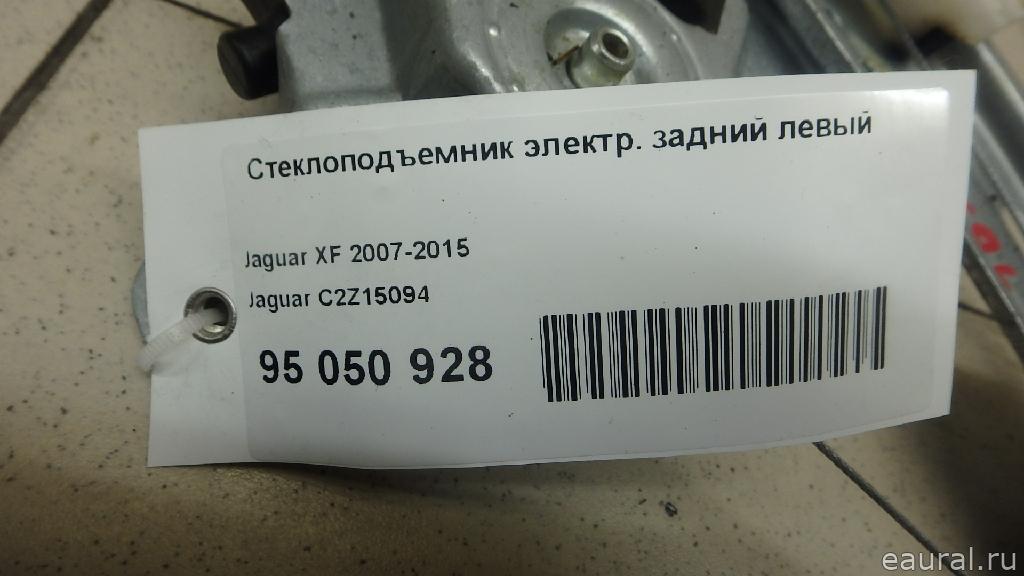 Стеклоподъемник электр. задний левый
Jaguar XF 2007-2015
Jaguar C2Z15094
95 050 928
eaural.ru